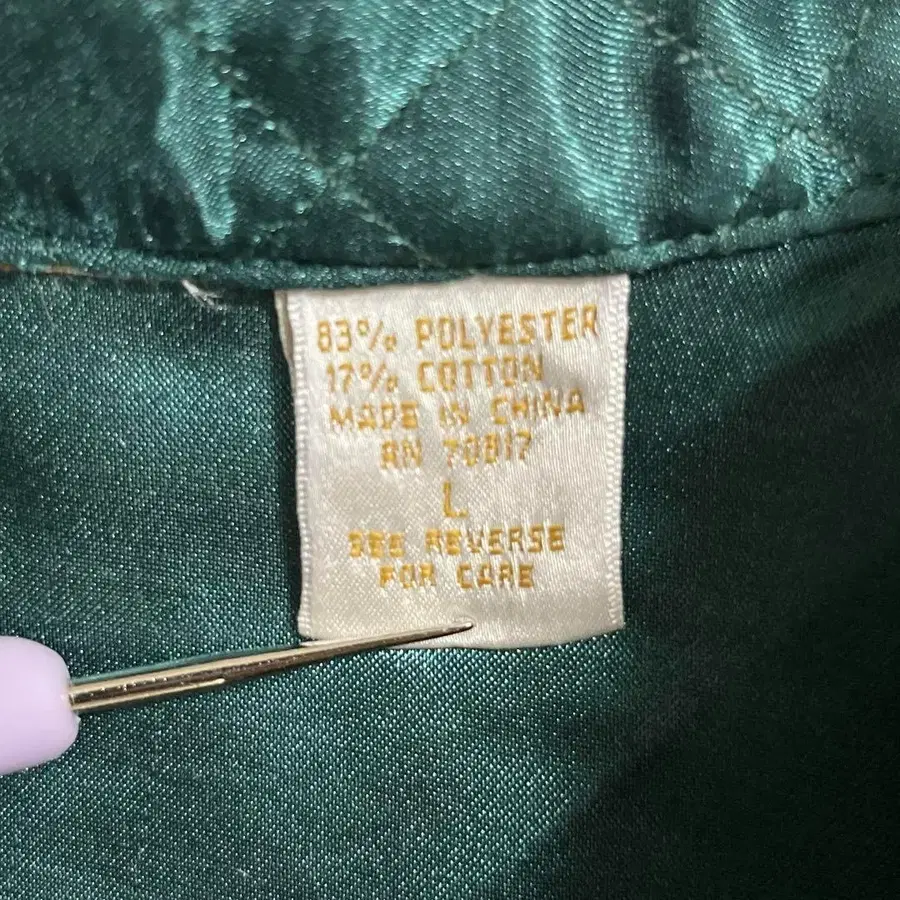 83% POLYESTER
17% COTTON
MADE IN CHINA
RN 70817
L
SEE REVERSE
FOR CARE